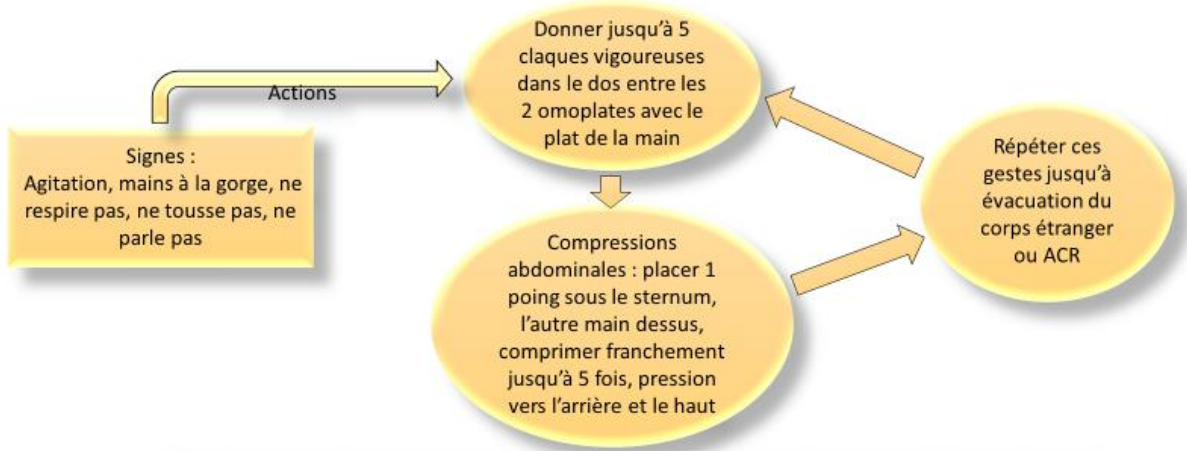 Signes :
Agitation, mains à la gorge, ne
respire pas, ne tousse pas, ne
parle pas
Actions
Donner jusqu'à 5
claques vigoureuses
dans le dos entre les
2 omoplates avec le
plat de la main
Compressions
abdominales : placer 1
poing sous le sternum,
l'autre main dessus,
comprimer franchement
jusqu'à 5 fois, pression
vers l'arrière et le haut
Répéter ces
gestes jusqu'à
évacuation du
corps étranger
ou ACR